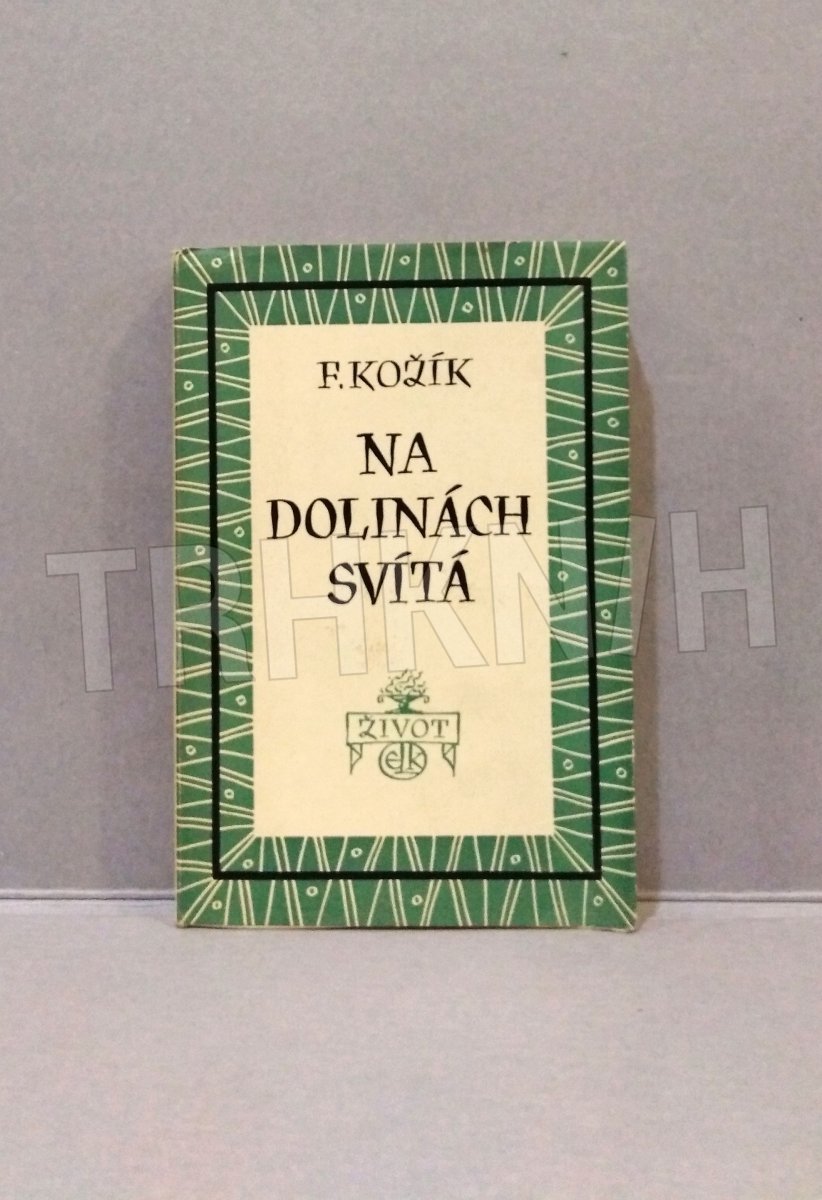 F. KOŽÍK
NA
DOLINÁCH
SVÍTÁ
TRHKNIH
ŽIVOT
ELK